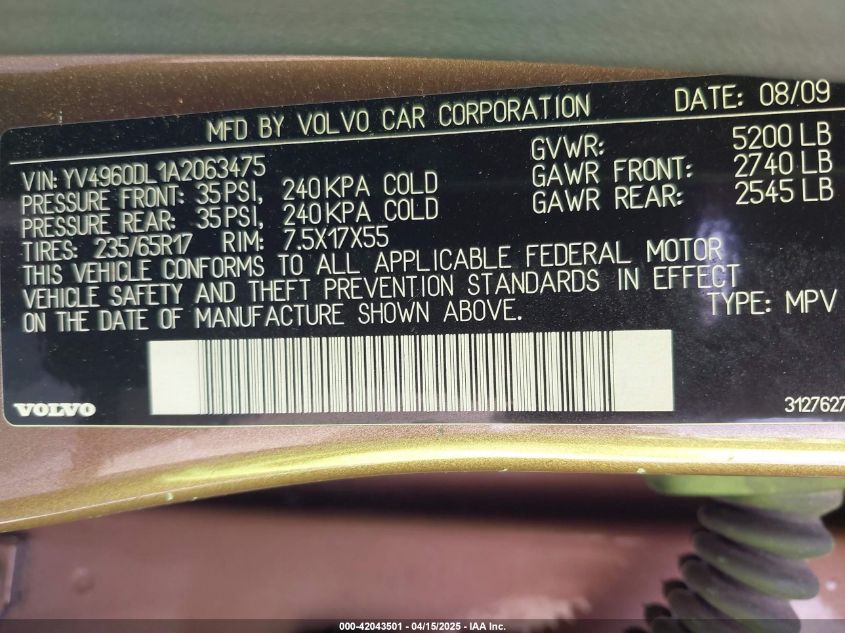 MFD BY VOLVO CAR CORPORATION DATE: 08/09
VIN: YV4960DL1A2063475 GVWR: 5200 LB
PRESSURE FRONT: 35 PSI, 240 KPA COLD GAWR FRONT: 2740 LB
PRESSURE REAR: 35 PSI, 240 KPA COLD GAWR REAR: 2545 LB
TIRES: 235/65R17 RIM: 7.5X17X55
THIS VEHICLE CONFORMS TO ALL APPLICABLE FEDERAL MOTOR
VEHICLE SAFETY AND THEFT PREVENTION STANDARDS IN EFFECT
ON THE DATE OF MANUFACTURE SHOWN ABOVE. TYPE: MPV
VOLVO 3127627
000-42043501 - 04/15/2025 - IAA Inc.